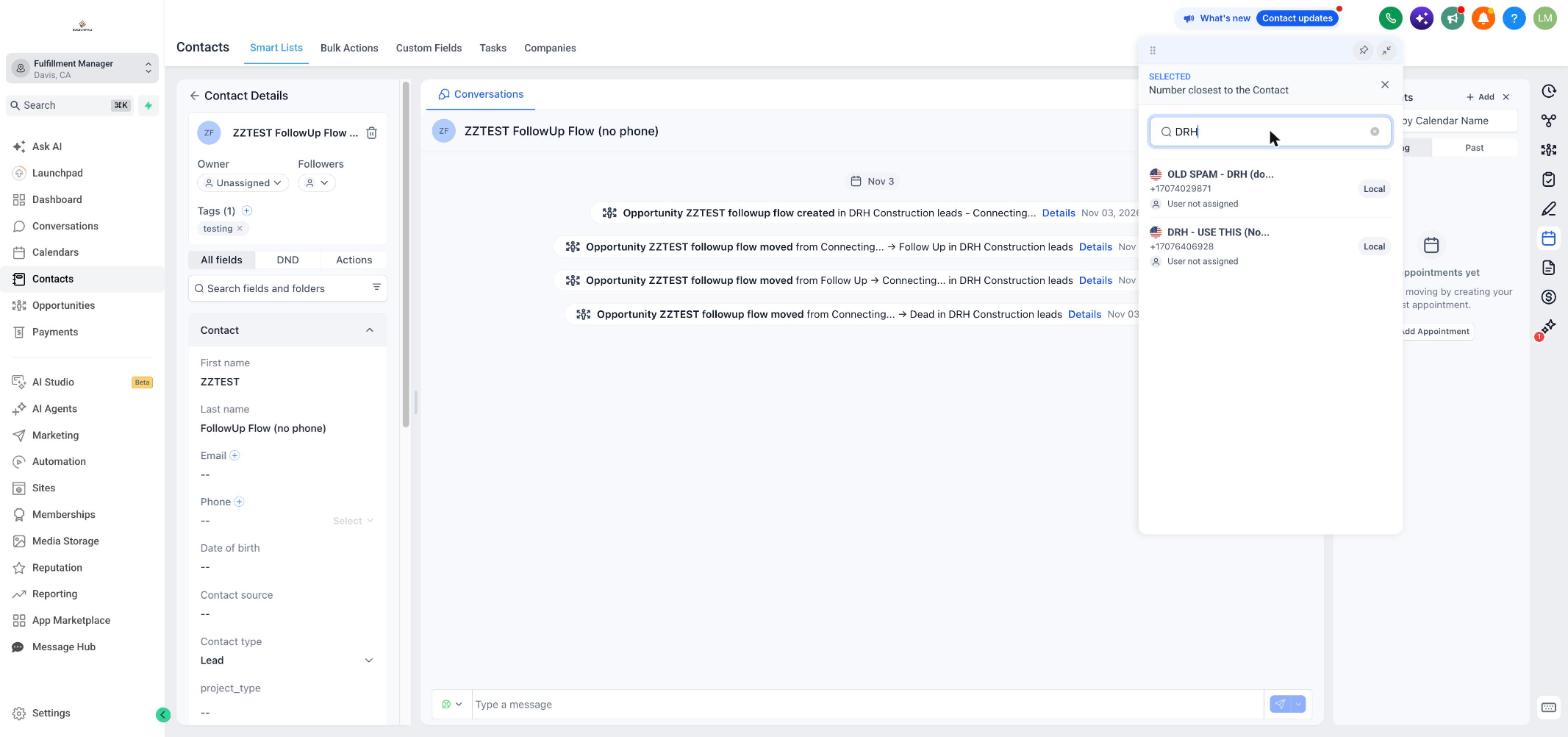 What's new
Contact updates
LM
Fulfillment Manager
Davis, CA
Search
⌘K
Ask AI
Launchpad
Dashboard
Conversations
Calendars
Contacts
Opportunities
Payments
AI Studio
Beta
AI Agents
Marketing
Automation
Sites
Memberships
Media Storage
Reputation
Reporting
App Marketplace
Message Hub
Settings
Contacts
Smart Lists
Bulk Actions
Custom Fields
Tasks
Companies
Contact Details
ZF
ZZTEST FollowUp Flow ...
Owner
Followers
Unassigned
Tags (1)
testing
All fields
DND
Actions
Search fields and folders
Contact
First name
ZZTEST
Last name
FollowUp Flow (no phone)
Email
--
Phone
--
Select
Date of birth
--
Contact source
--
Contact type
Lead
project_type
--
Conversations
ZF
ZZTEST FollowUp Flow (no phone)
Nov 3
Opportunity ZZTEST followup flow created in DRH Construction leads - Connecting... Details Nov 03, 2026
Opportunity ZZTEST followup flow moved from Connecting... → Follow Up in DRH Construction leads Details Nov
Opportunity ZZTEST followup flow moved from Follow Up → Connecting... in DRH Construction leads Details Nov
Opportunity ZZTEST followup flow moved from Connecting... → Dead in DRH Construction leads Details Nov 03
Type a message
SELECTED
Number closest to the Contact
DRH
OLD SPAM - DRH (do...
+17074029871
Local
User not assigned
DRH - USE THIS (No...
+17076406928
Local
User not assigned
ts
+ Add
by Calendar Name
ng
Past
ppointments yet
moving by creating your
st appointment.
Add Appointment
1